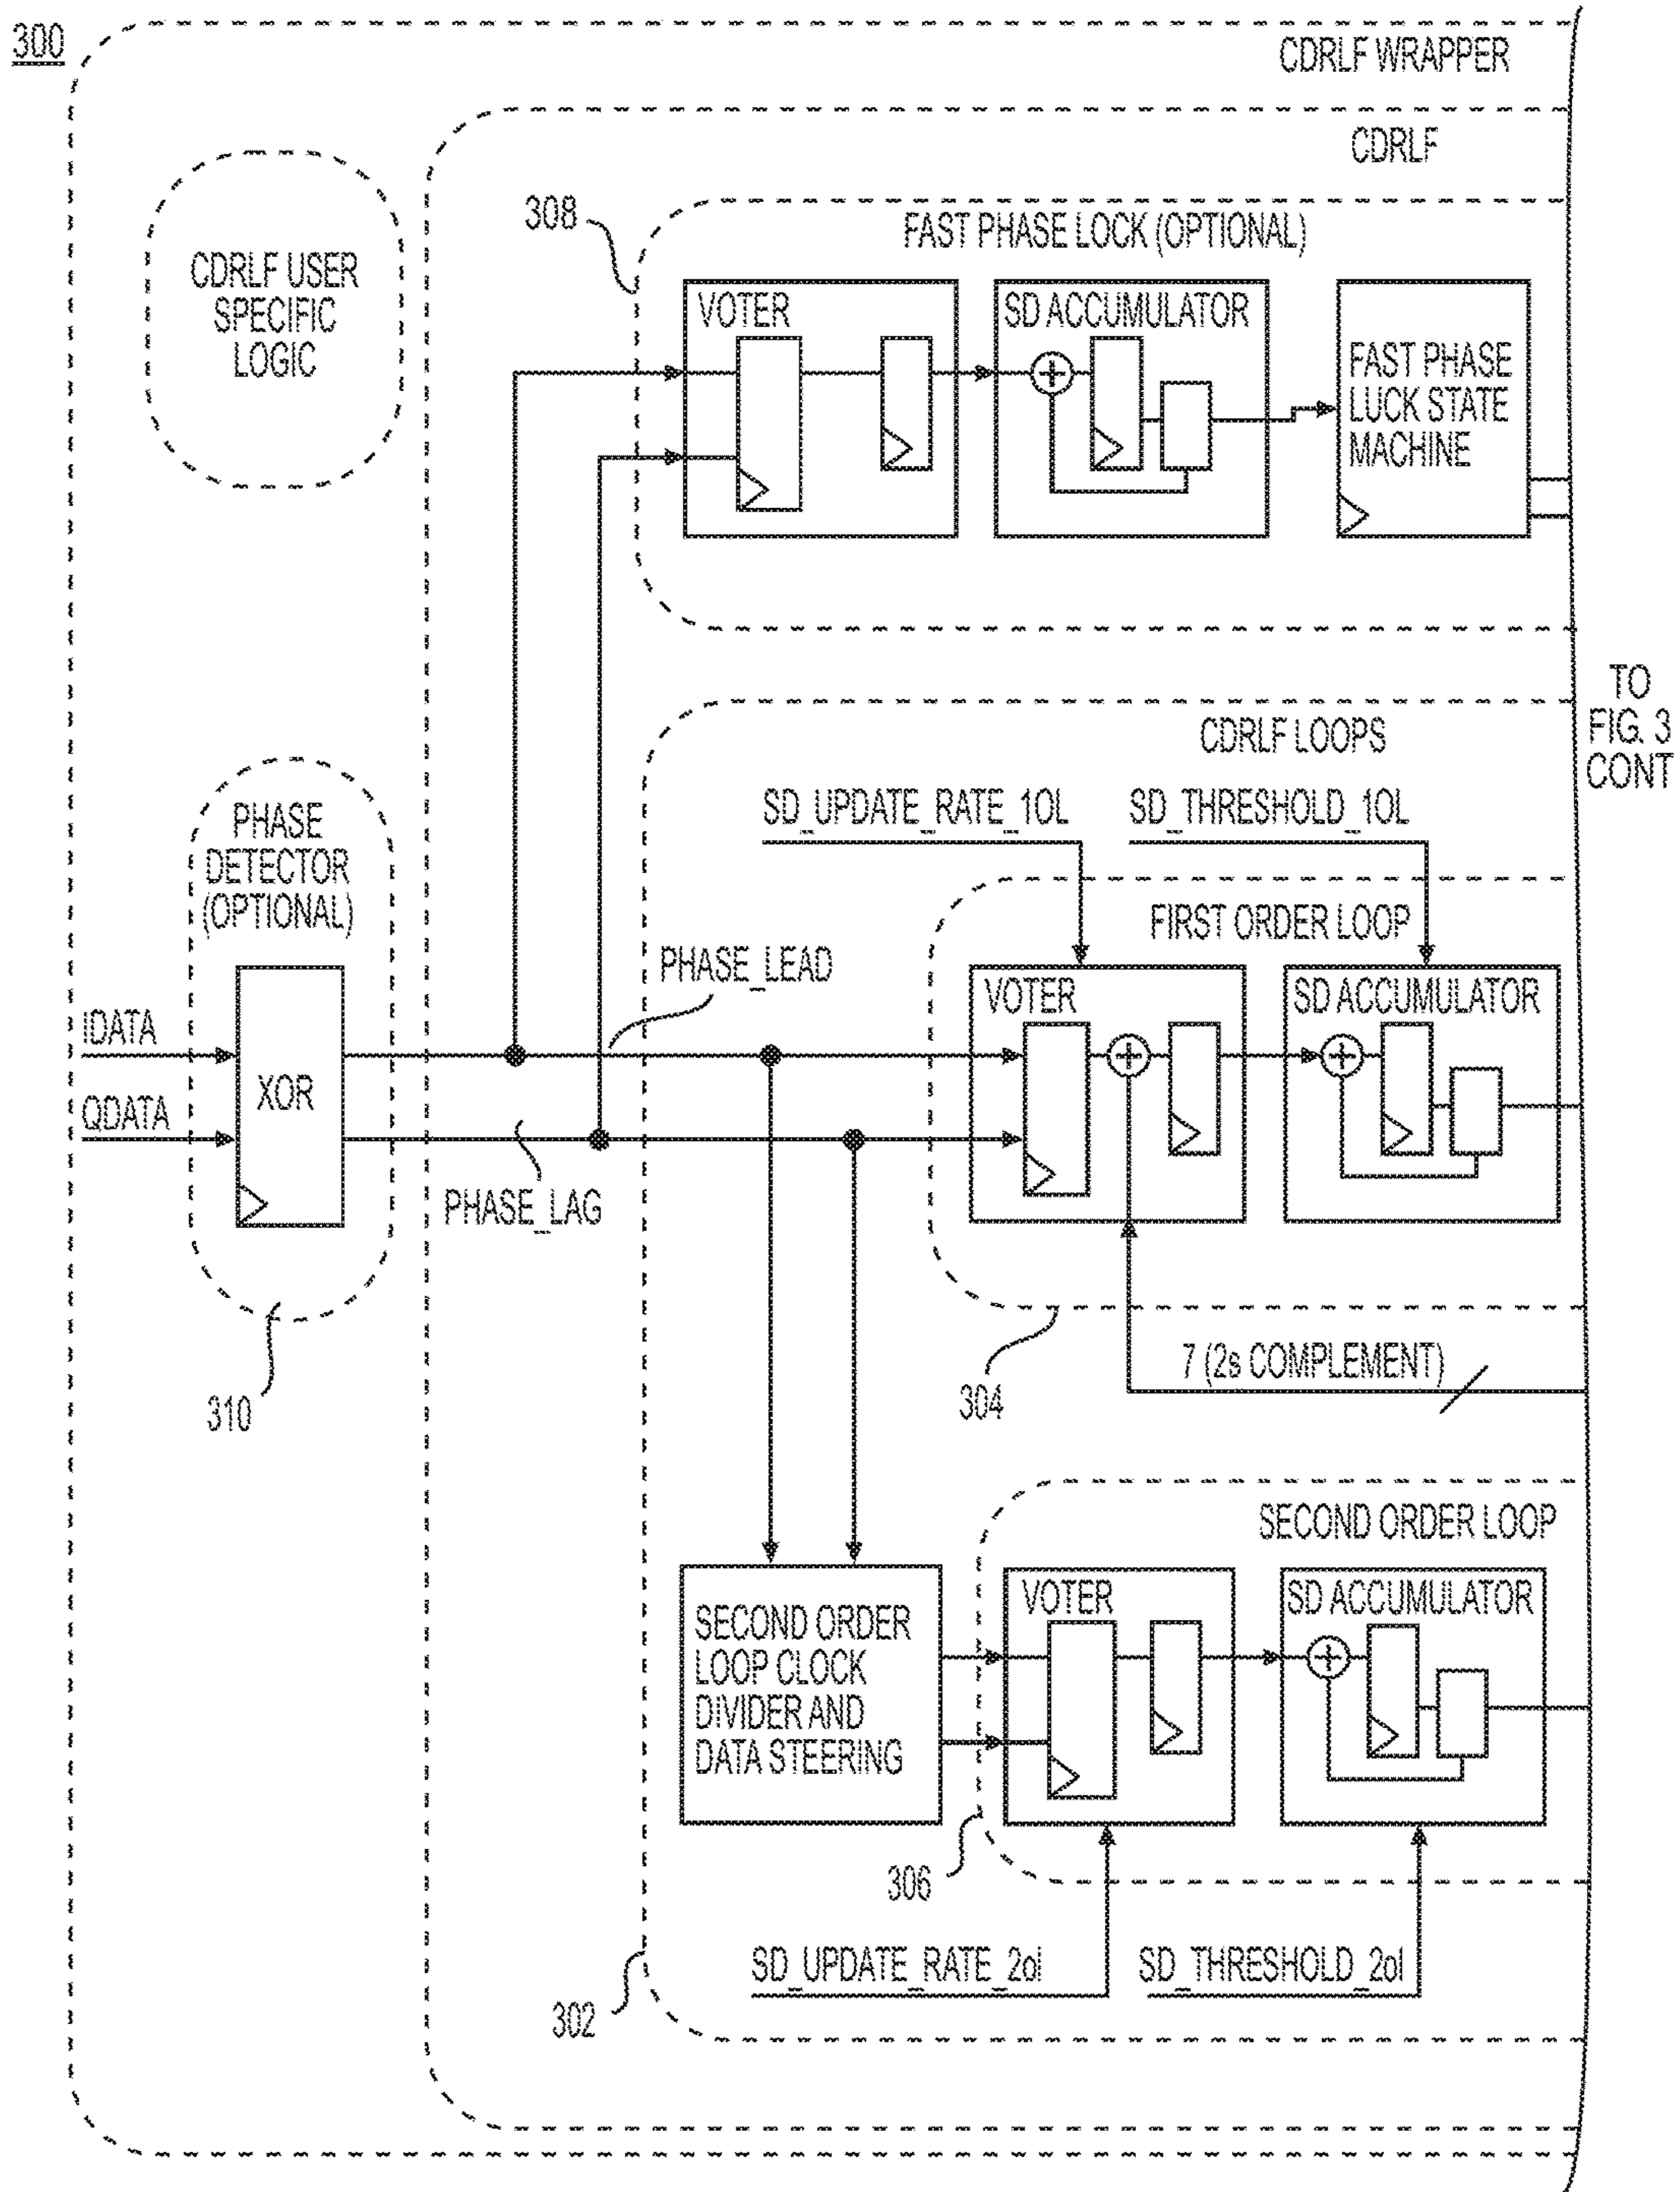 300
CDRLF WRAPPER
CDRLF
CDRLF USER
SPECIFIC
LOGIC
308
FAST PHASE LOCK (OPTIONAL)
VOTER
SD ACCUMULATOR
FAST PHASE
LUCK STATE
MACHINE
TO
FIG. 3
CONT
CDRLF LOOPS
SD_UPDATE_RATE_1OL
SD_THRESHOLD_1OL
PHASE
DETECTOR
(OPTIONAL)
FIRST ORDER LOOP
PHASE_LEAD
VOTER
SD ACCUMULATOR
IDATA
XOR
QDATA
PHASE_LAG
310
304
7 (2s COMPLEMENT)
SECOND ORDER LOOP
SECOND ORDER
LOOP CLOCK
DIVIDER AND
DATA STEERING
VOTER
SD ACCUMULATOR
306
SD_UPDATE_RATE_2ol
SD_THRESHOLD_2ol
302